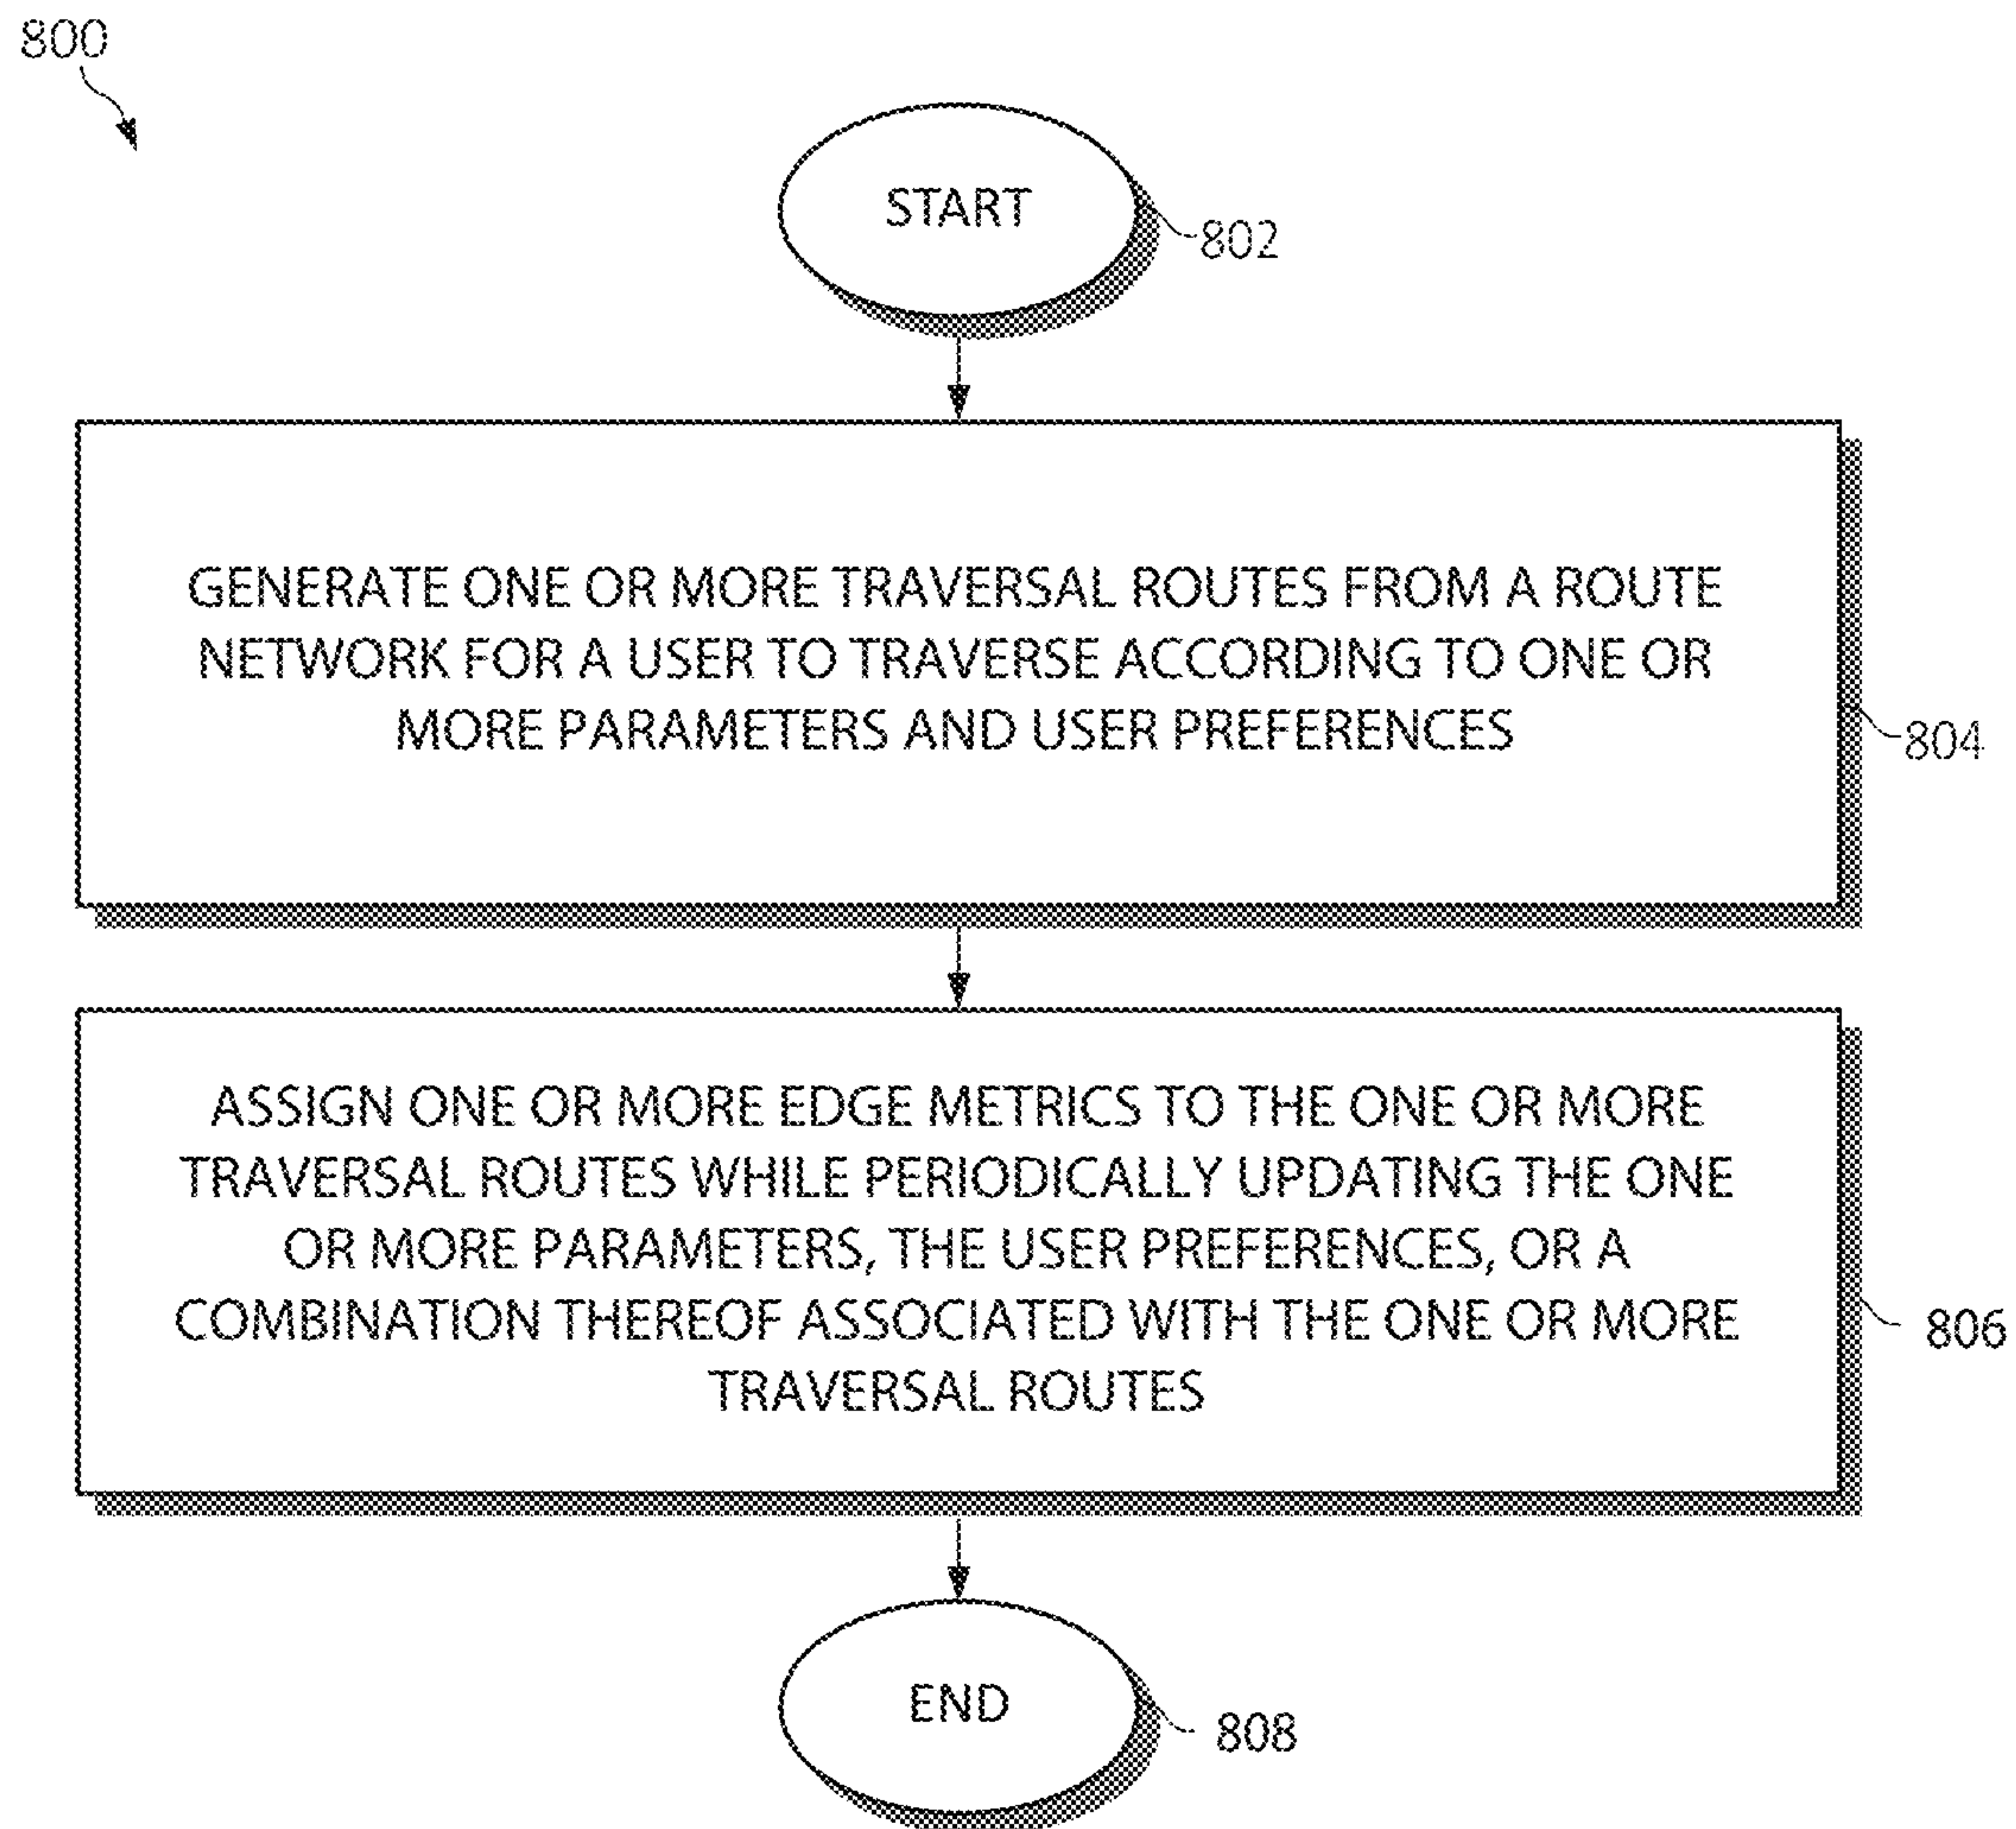 800
START
802
GENERATE ONE OR MORE TRAVERSAL ROUTES FROM A ROUTE
NETWORK FOR A USER TO TRAVERSE ACCORDING TO ONE OR
MORE PARAMETERS AND USER PREFERENCES
804
ASSIGN ONE OR MORE EDGE METRICS TO THE ONE OR MORE
TRAVERSAL ROUTES WHILE PERIODICALLY UPDATING THE ONE
OR MORE PARAMETERS, THE USER PREFERENCES, OR A
COMBINATION THEREOF ASSOCIATED WITH THE ONE OR MORE
TRAVERSAL ROUTES
806
END
808